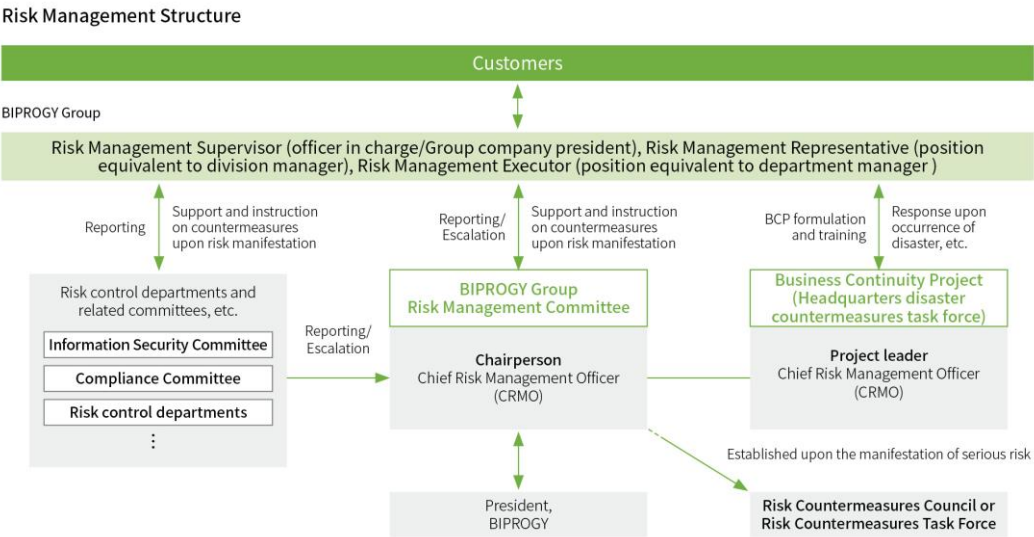 Risk Management Structure
Customers
BIPROGY Group
Risk Management Supervisor (officer in charge/Group company president), Risk Management Representative (position
equivalent to division manager), Risk Management Executor (position equivalent to department manager )
Reporting
Support and instruction
on countermeasures
upon risk manifestation
Reporting/
Escalation
Support and instruction
on countermeasures
upon risk manifestation
BCP formulation
and training
Response upon
occurrence of
disaster, etc.
Risk control departments and
related committees, etc.
Information Security Committee
Compliance Committee
Risk control departments
⋮
Reporting/
Escalation
BIPROGY Group
Risk Management Committee
Chairperson
Chief Risk Management Officer
(CRMO)
Business Continuity Project
(Headquarters disaster
countermeasures task force)
Project leader
Chief Risk Management Officer
(CRMO)
Established upon the manifestation of serious risk
President,
BIPROGY
Risk Countermeasures Council or
Risk Countermeasures Task Force